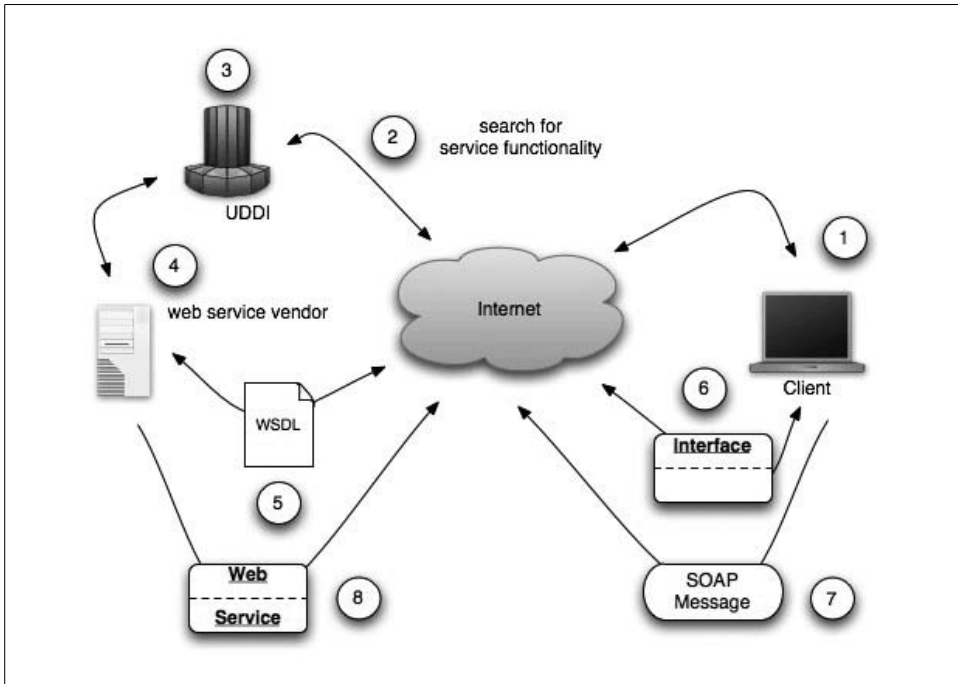 3
2
search for
service functionality
UDDI
1
4
web service vendor
Internet
Client
6
WSDL
Interface
5
Web
Service
8
SOAP
Message
7